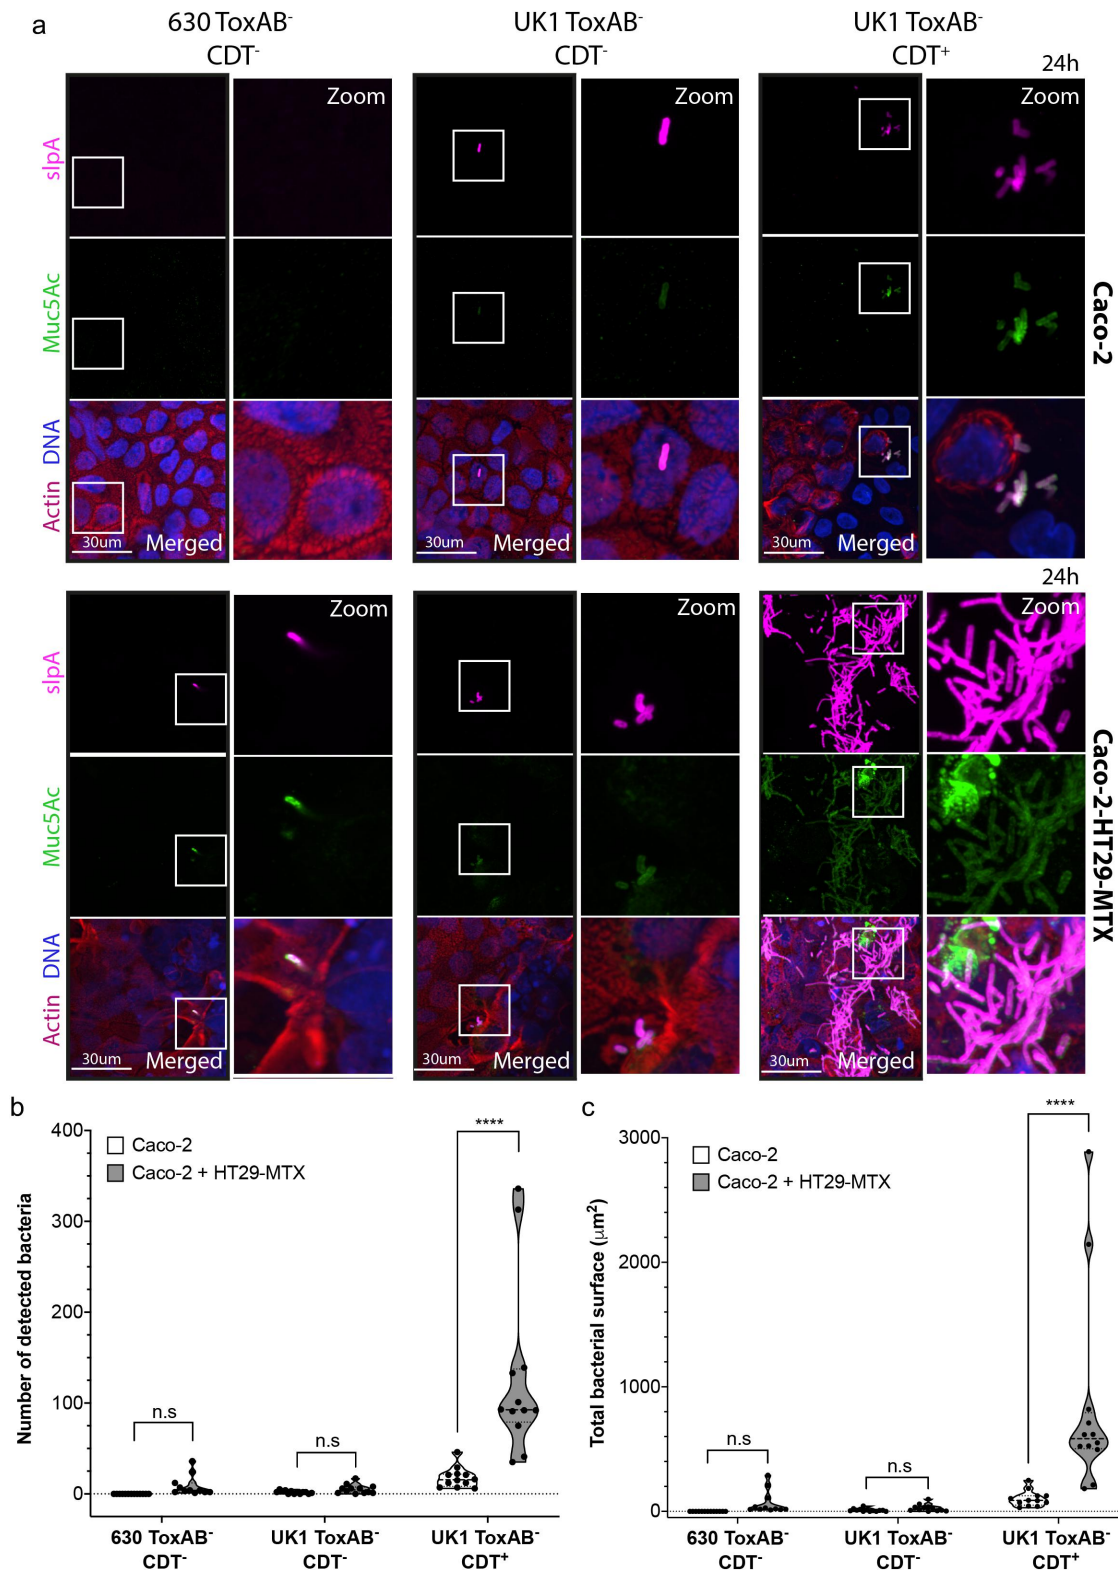 a
630 ToxAB⁻
CDT⁻
UK1 ToxAB⁻
CDT⁻
UK1 ToxAB⁻
CDT⁺
24h
Zoom
Zoom
Zoom
slpA
Muc5Ac
Actin DNA
30um Merged
30um Merged
30um Merged
Caco-2
24h
Zoom
Zoom
Zoom
slpA
Muc5Ac
Actin DNA
30um Merged
30um Merged
30um Merged
Caco-2-HT29-MTX
b
Number of detected bacteria
400
300
200
100
0
Caco-2
Caco-2 + HT29-MTX
n.s
n.s
****
630 ToxAB⁻
CDT⁻
UK1 ToxAB⁻
CDT⁻
UK1 ToxAB⁻
CDT⁺
c
Total bacterial surface (μm²)
3000
2000
1000
0
Caco-2
Caco-2 + HT29-MTX
n.s
n.s
****
630 ToxAB⁻
CDT⁻
UK1 ToxAB⁻
CDT⁻
UK1 ToxAB⁻
CDT⁺